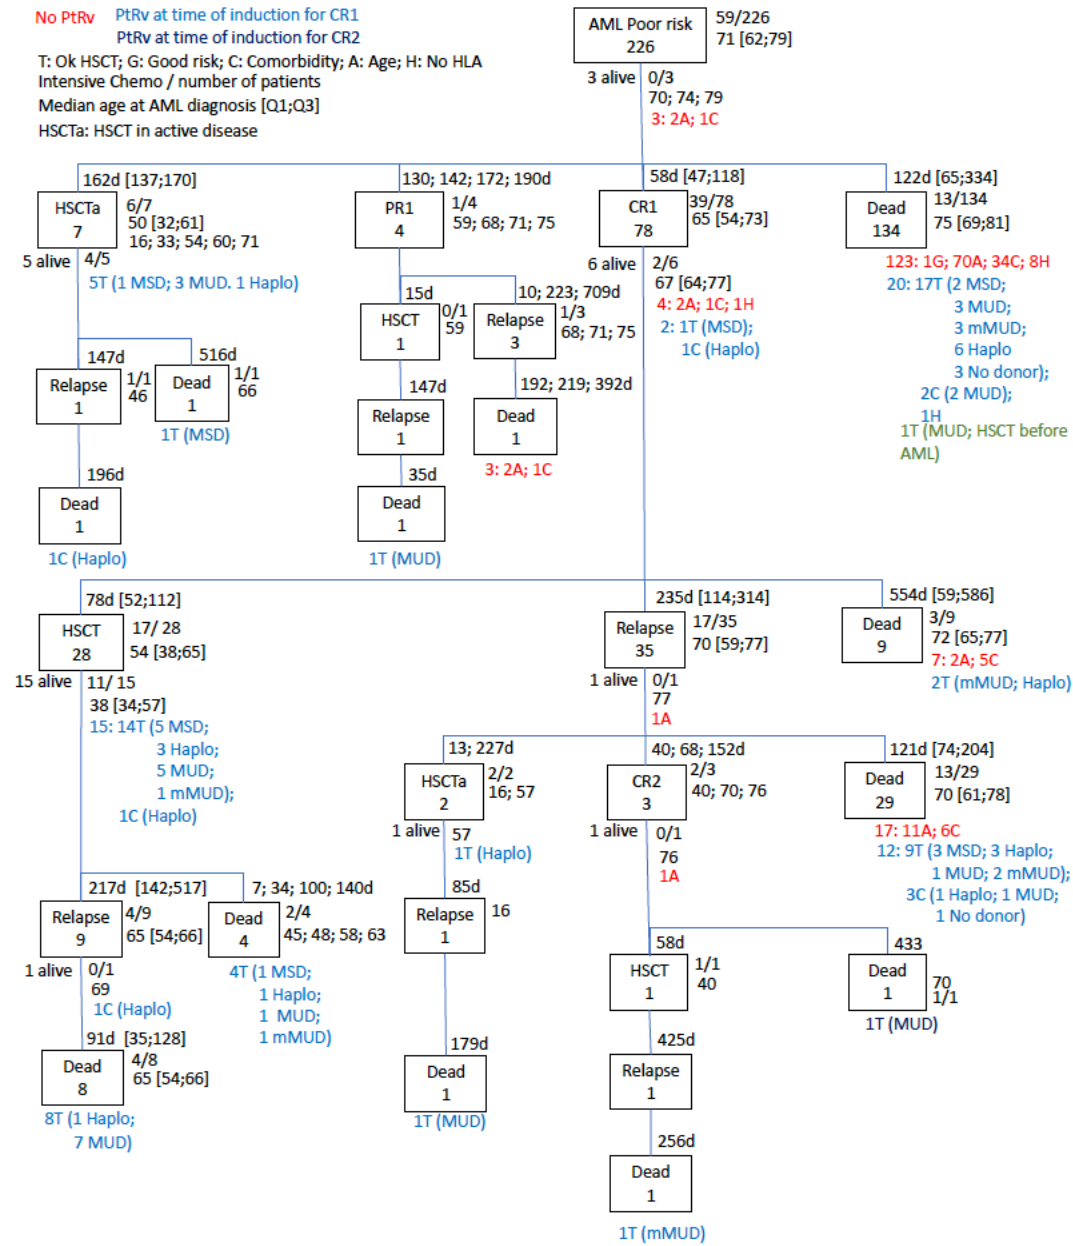 No PtRv
PtRv at time of induction for CR1
PtRv at time of induction for CR2
T: Ok HSCT; G: Good risk; C: Comorbidity; A: Age; H: No HLA
Intensive Chemo / number of patients
Median age at AML diagnosis [Q1;Q3]
HSCTa: HSCT in active disease
AML Poor risk
226
59/226
71 [62;79]
3 alive
0/3
70; 74; 79
3: 2A; 1C
162d [137;170]
HSCTa
7
6/7
50 [32;61]
16; 33; 54; 60; 71
5 alive
4/5
5T (1 MSD; 3 MUD. 1 Haplo)
147d
Relapse
1
1/1
46
516d
Dead
1
1/1
66
1T (MSD)
196d
Dead
1
1C (Haplo)
130; 142; 172; 190d
PR1
4
1/4
59; 68; 71; 75
15d
HSCT
1
0/1
59
10; 223; 709d
Relapse
3
1/3
68; 71; 75
147d
Relapse
1
192; 219; 392d
Dead
1
3: 2A; 1C
35d
Dead
1
1T (MUD)
58d [47;118]
CR1
78
39/78
65 [54;73]
6 alive
2/6
67 [64;77]
4: 2A; 1C; 1H
2: 1T (MSD);
1C (Haplo)
122d [65;334]
Dead
134
13/134
75 [69;81]
123: 1G; 70A; 34C; 8H
20: 17T (2 MSD;
3 MUD;
3 mMUD;
6 Haplo
3 No donor);
2C (2 MUD);
1H
1T (MUD; HSCT before
AML)
78d [52;112]
HSCT
28
17/ 28
54 [38;65]
15 alive
11/ 15
38 [34;57]
15: 14T (5 MSD;
3 Haplo;
5 MUD;
1 mMUD);
1C (Haplo)
217d [142;517]
Relapse
9
4/9
65 [54;66]
1 alive
0/1
69
1C (Haplo)
91d [35;128]
Dead
8
4/8
65 [54;66]
8T (1 Haplo;
7 MUD)
7; 34; 100; 140d
Dead
4
2/4
45; 48; 58; 63
4T (1 MSD;
1 Haplo;
1 MUD;
1 mMUD)
235d [114;314]
Relapse
35
17/35
70 [59;77]
1 alive
0/1
77
1A
554d [59;586]
Dead
9
3/9
72 [65;77]
7: 2A; 5C
2T (mMUD; Haplo)
13; 227d
HSCTa
2
2/2
16; 57
1 alive
57
1T (Haplo)
85d
Relapse
1
16
179d
Dead
1
1T (MUD)
40; 68; 152d
CR2
3
2/3
40; 70; 76
1 alive
0/1
76
1A
58d
HSCT
1
1/1
40
425d
Relapse
1
256d
Dead
1
1T (mMUD)
433
Dead
1
70
1/1
1T (MUD)
121d [74;204]
Dead
29
13/29
70 [61;78]
17: 11A; 6C
12: 9T (3 MSD; 3 Haplo;
1 MUD; 2 mMUD);
3C (1 Haplo; 1 MUD;
1 No donor)